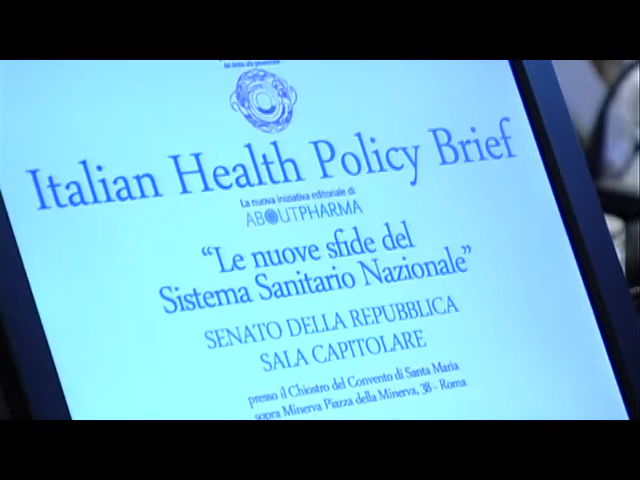 Italian Health Policy Brief
La nuova iniziativa editoriale di
ABOUTPHARMA
“Le nuove sfide del
Sistema Sanitario Nazionale”
SENATO DELLA REPUBBLICA
SALA CAPITOLARE
presso il Chiostro del Convento di Santa Maria
sopra Minerva Piazza della Minerva, 38 - Roma